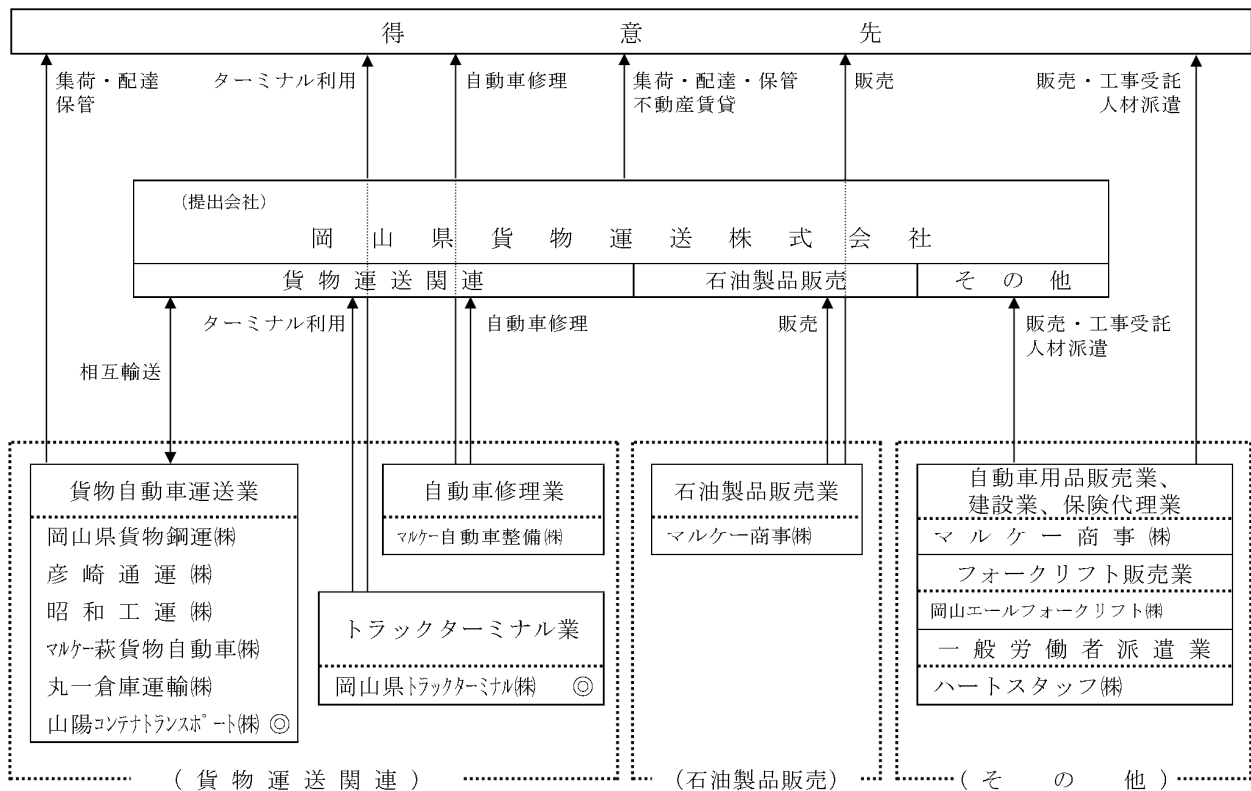 得意先
集荷・配達
保管
ターミナル利用
自動車修理
集荷・配達・保管
不動産賃貸
販売
販売・工事受託
人材派遣
(提出会社)
岡山県貨物運送株式会社
貨物運送関連
石油製品販売
その他
ターミナル利用
自動車修理
販売
販売・工事受託
人材派遣
相互輸送
貨物自動車運送業
岡山県貨物鋼運㈱
彦崎通運㈱
昭和工運㈱
マルケー萩貨物自動車㈱
丸一倉庫運輸㈱
山陽コンテナトランスポート㈱ ◎
自動車修理業
マルケー自動車整備㈱
トラックターミナル業
岡山県トラックターミナル㈱ ◎
石油製品販売業
マルケー商事㈱
自動車用品販売業、
建設業、保険代理業
マルケー商事㈱
フォークリフト販売業
岡山エールフォークリフト㈱
一般労働者派遣業
ハートスタッフ㈱
(貨物運送関連)
(石油製品販売)
(その他)